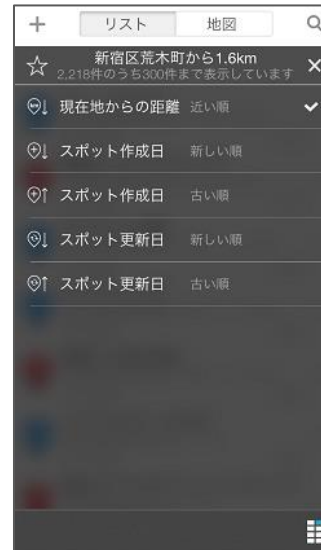 リスト 地図
新宿区荒木町から1.6km
2,218件のうち300件まで表示しています
現在地からの距離 近い順
スポット作成日 新しい順
スポット作成日 古い順
スポット更新日 新しい順
スポット更新日 古い順